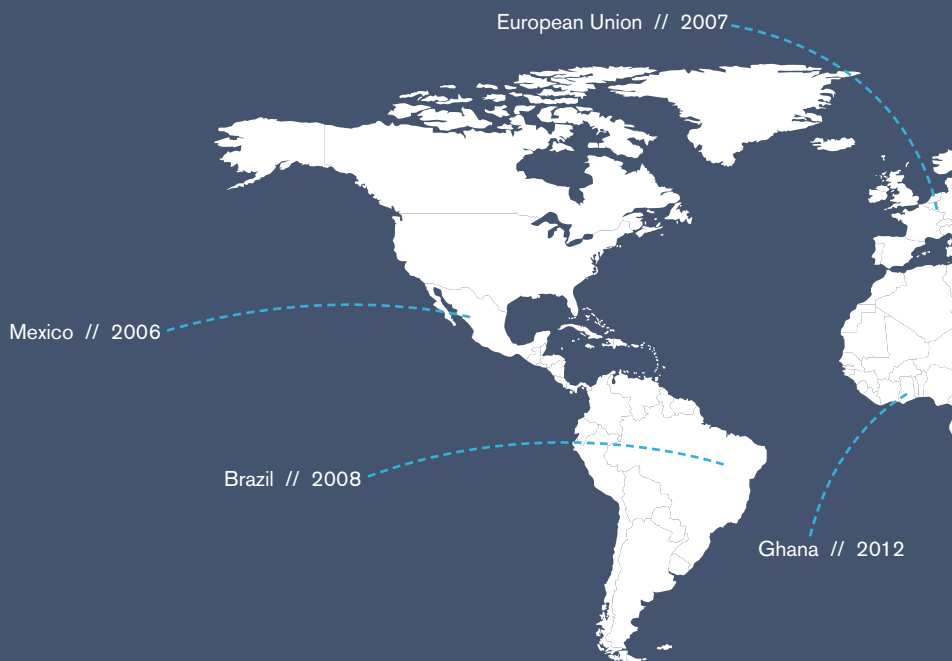 European Union // 2007
Mexico // 2006
Brazil // 2008
Ghana // 2012